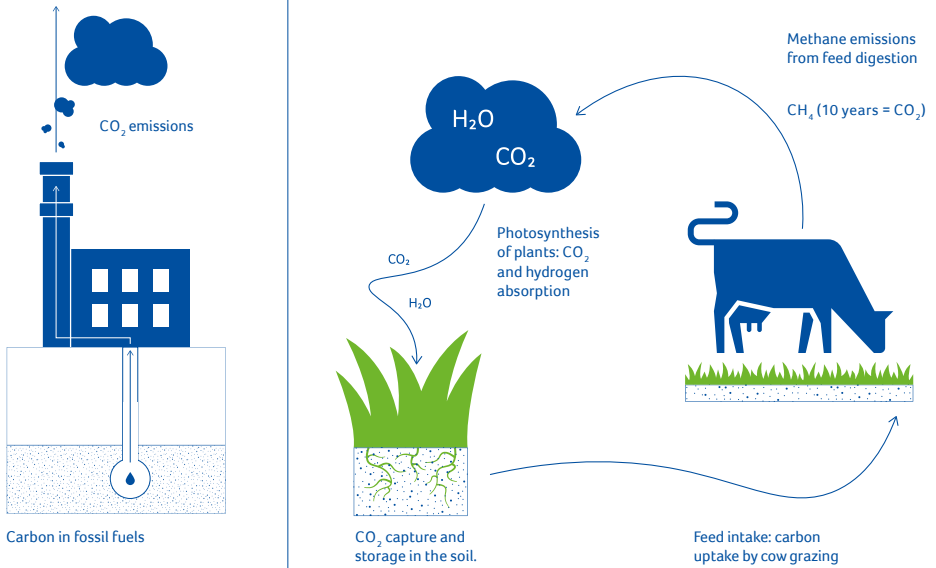 CO₂ emissions
Carbon in fossil fuels
Methane emissions
from feed digestion
CH₄ (10 years = CO₂)
H₂O
CO₂
Photosynthesis
of plants: CO₂
and hydrogen
absorption
CO₂
H₂O
CO₂ capture and
storage in the soil.
Feed intake: carbon
uptake by cow grazing